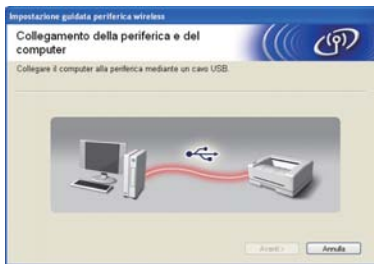 Impostazione guidata periferica wireless
Collegamento della periferica e del
computer
Collegare il computer alla periferica mediante un cavo USB.
Avanti >
Annulla